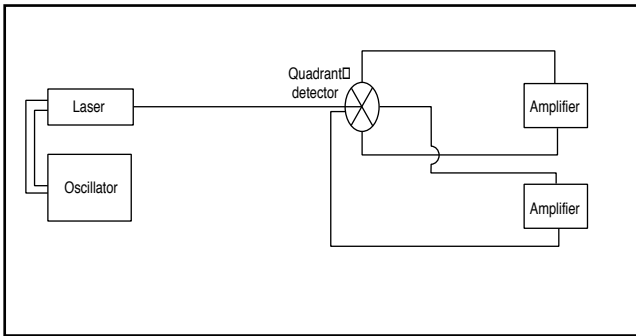 Quadrant
detector
Laser
Amplifier
Oscillator
Amplifier